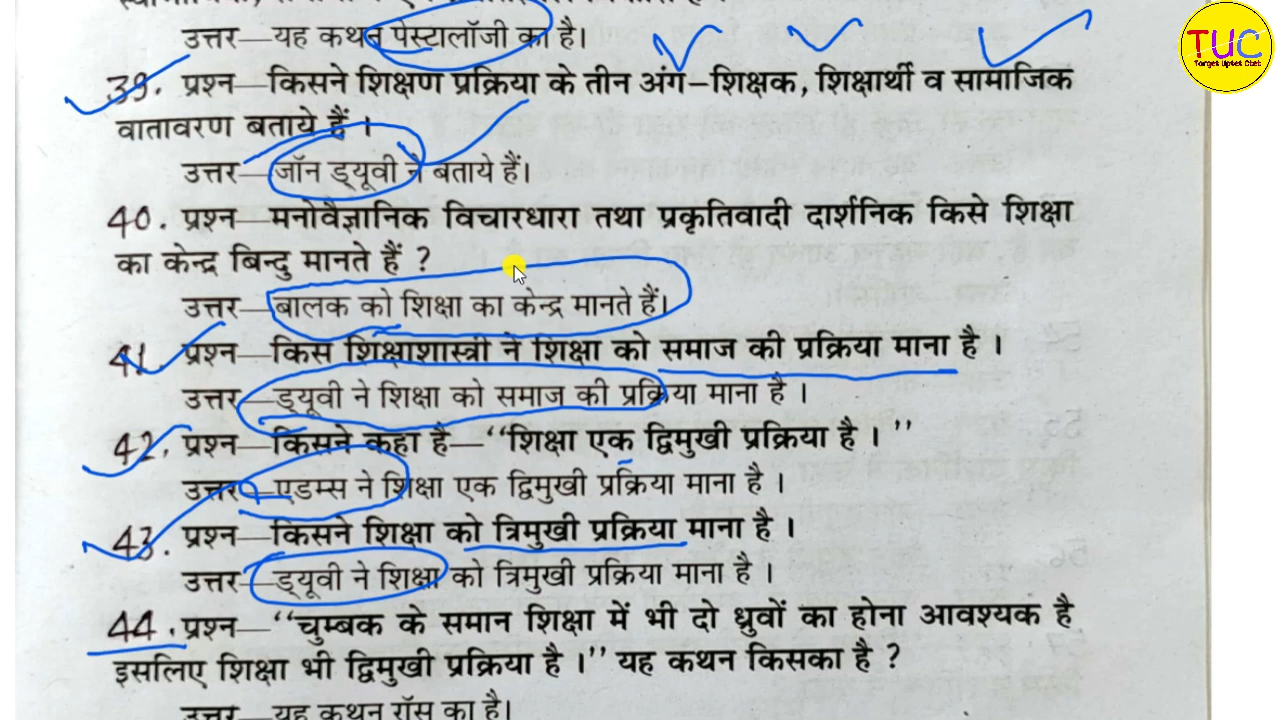 उत्तर—यह कथन पेस्टालॉजी का है।
39. प्रश्न—किसने शिक्षण प्रक्रिया के तीन अंग–शिक्षक, शिक्षार्थी व सामाजिक
वातावरण बताये हैं ।
उत्तर—जॉन ड्यूवी ने बताये हैं।
40. प्रश्न—मनोवैज्ञानिक विचारधारा तथा प्रकृतिवादी दार्शनिक किसे शिक्षा
का केन्द्र बिन्दु मानते हैं ?
उत्तर—बालक को शिक्षा का केन्द्र मानते हैं।
41. प्रश्न—किस शिक्षाशास्त्री ने शिक्षा को समाज की प्रक्रिया माना है ।
उत्तर—ड्यूवी ने शिक्षा को समाज की प्रक्रिया माना है ।
42. प्रश्न—किसने कहा है—“शिक्षा एक द्विमुखी प्रक्रिया है । ”
उत्तर—एडम्स ने शिक्षा एक द्विमुखी प्रक्रिया माना है ।
43. प्रश्न—किसने शिक्षा को त्रिमुखी प्रक्रिया माना है ।
उत्तर—ड्यूवी ने शिक्षा को त्रिमुखी प्रक्रिया माना है ।
44. प्रश्न—“चुम्बक के समान शिक्षा में भी दो ध्रुवों का होना आवश्यक है
इसलिए शिक्षा भी द्विमुखी प्रक्रिया है ।” यह कथन किसका है ?
उत्तर—यह कथन रॉस का है।
TUC
Target Uptet Ctet